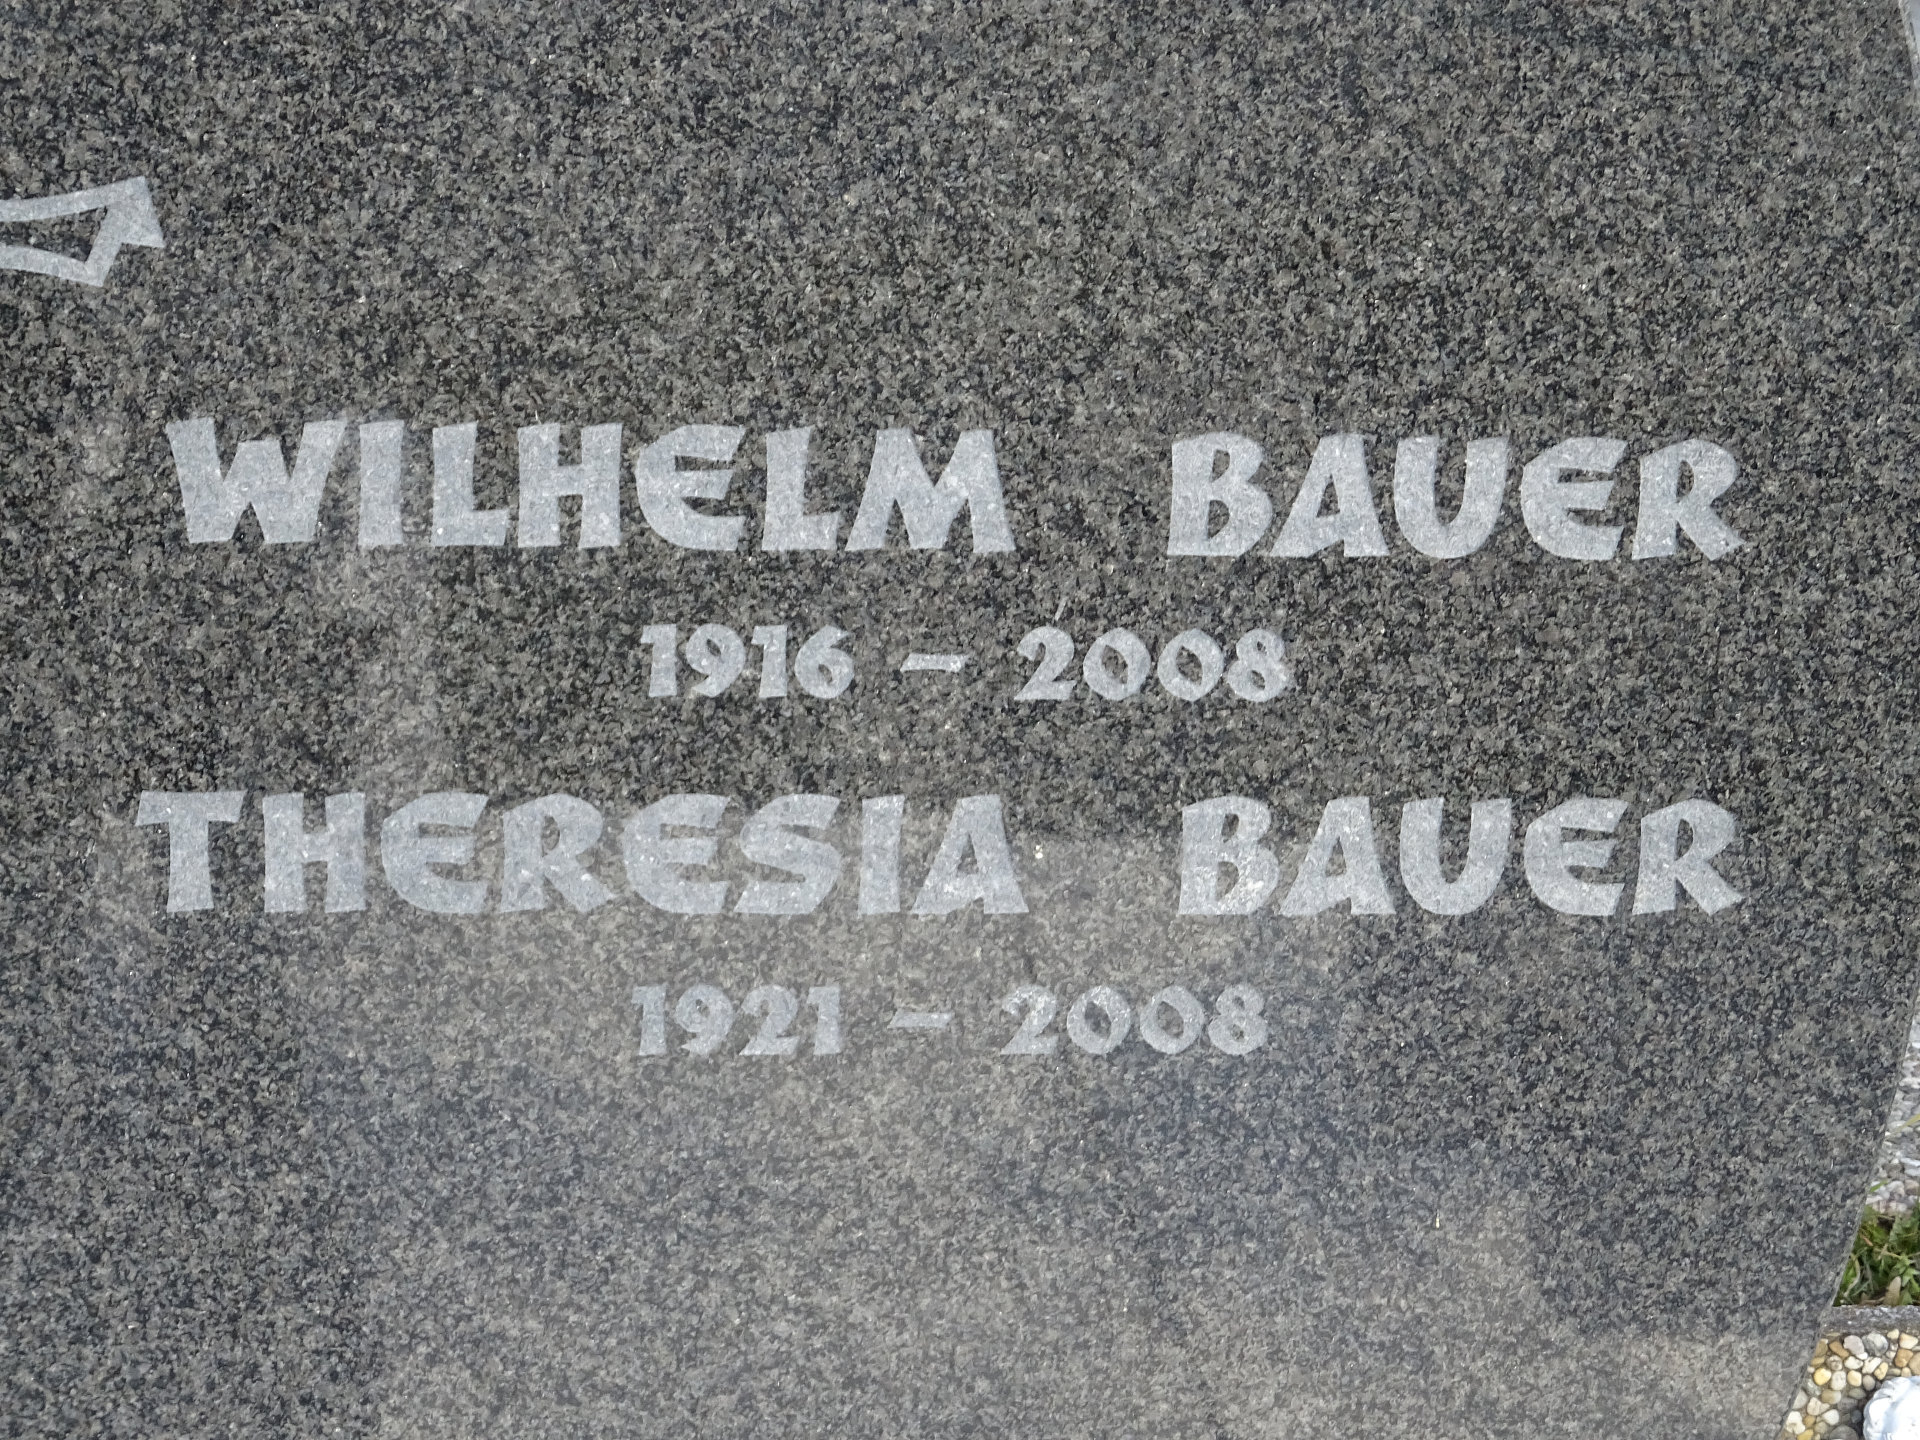 WILHELM BAUER
1916 – 2008
THERESIA BAUER
1921 – 2008